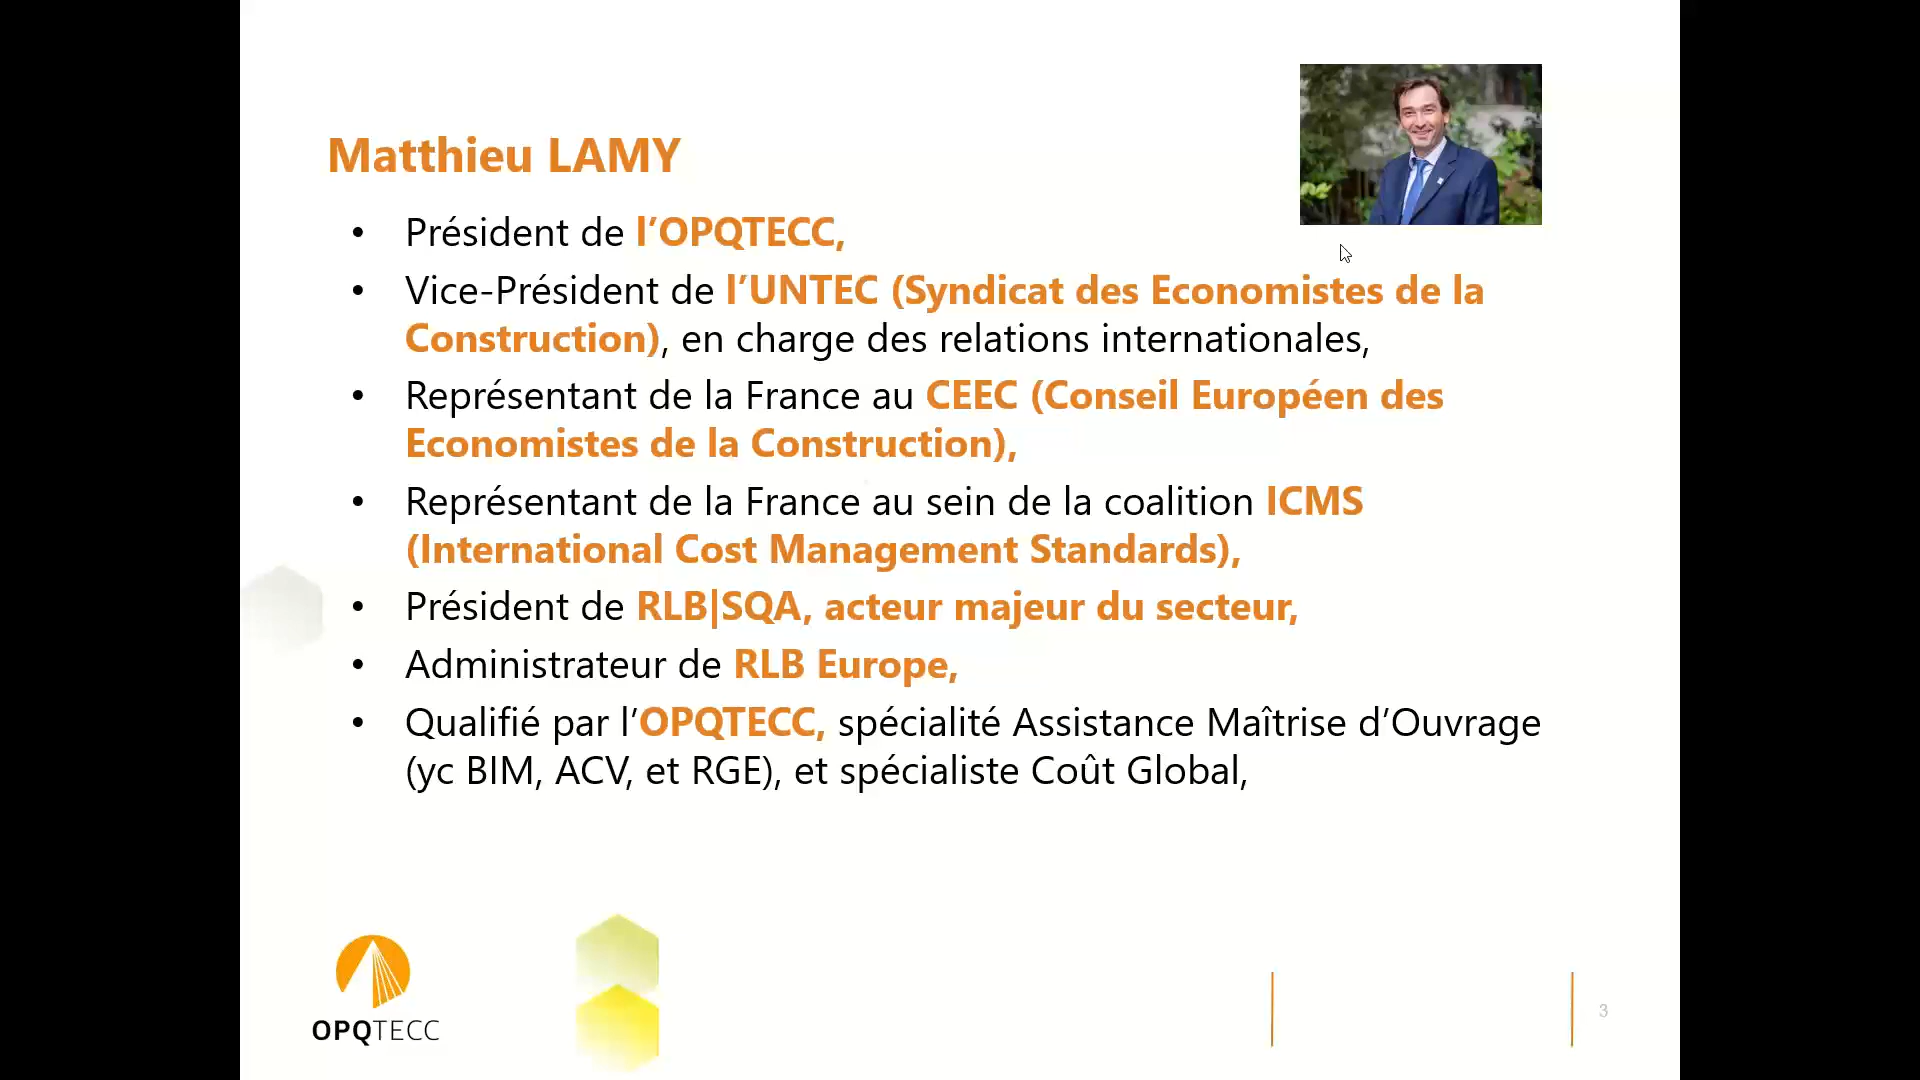 Matthieu LAMY
• Président de l’OPQTECC,
• Vice-Président de l’UNTEC (Syndicat des Economistes de la
Construction), en charge des relations internationales,
• Représentant de la France au CEEC (Conseil Européen des
Economistes de la Construction),
• Représentant de la France au sein de la coalition ICMS
(International Cost Management Standards),
• Président de RLB|SQA, acteur majeur du secteur,
• Administrateur de RLB Europe,
• Qualifié par l’OPQTECC, spécialité Assistance Maîtrise d’Ouvrage
(yc BIM, ACV, et RGE), et spécialiste Coût Global,
OPQTECC
3